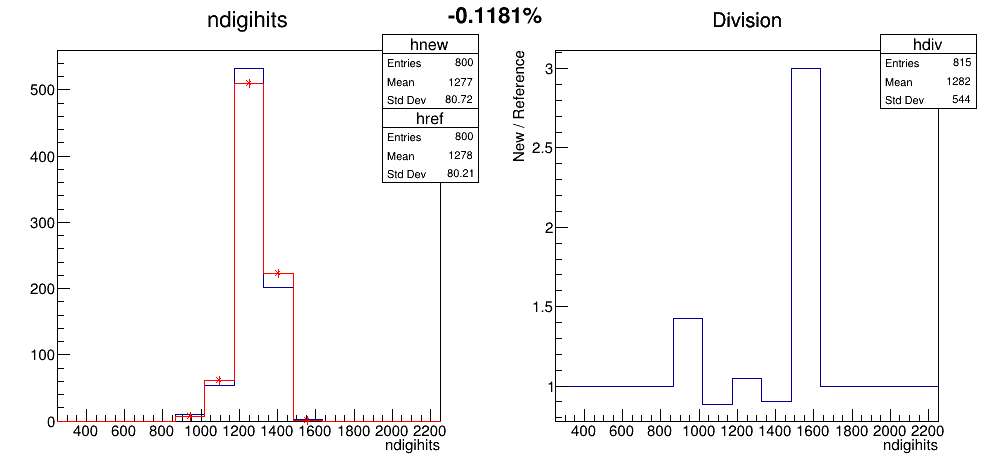 -0.1181%
ndigihits
hnew
Entries 800
Mean 1277
Std Dev 80.72
href
Entries 800
Mean 1278
Std Dev 80.21
500
400
300
200
100
0
400 600 800 1000 1200 1400 1600 1800 2000 2200
ndigihits
Division
hdiv
Entries 815
Mean 1282
Std Dev 544
New / Reference
3
2.5
2
1.5
1
400 600 800 1000 1200 1400 1600 1800 2000 2200
ndigihits